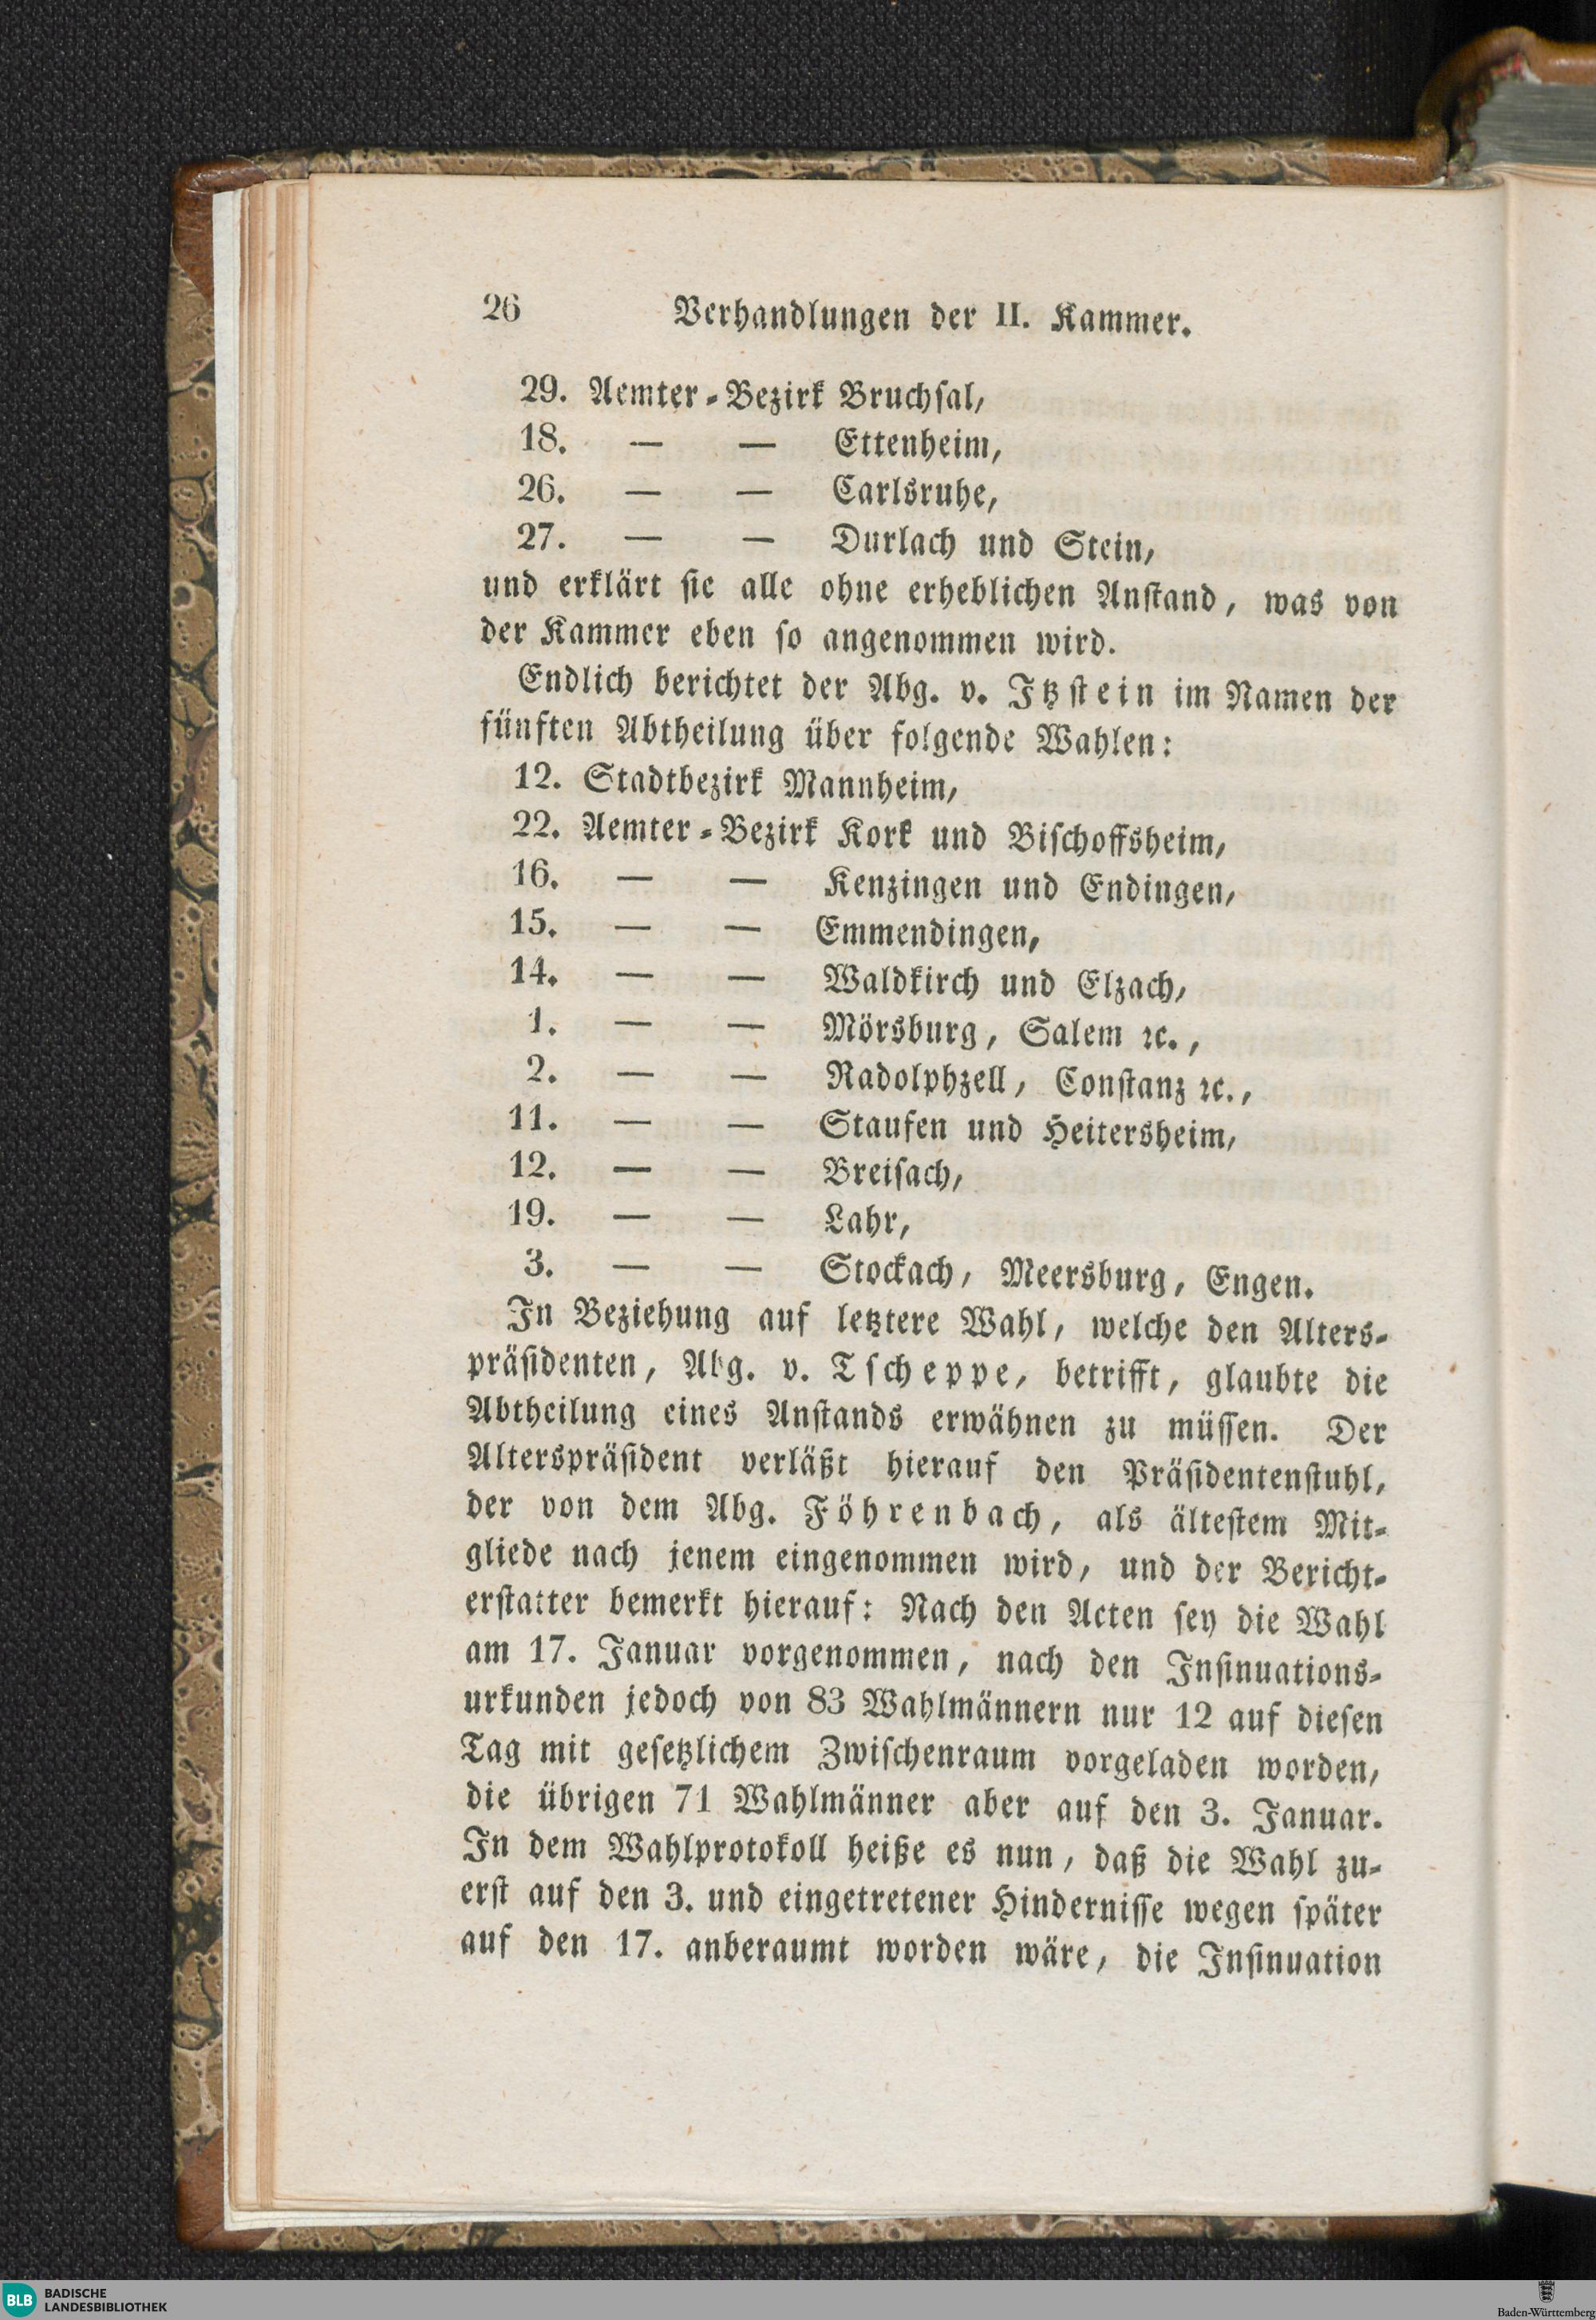 26 Verhandlungen der II. Kammer.
29. Aemter-Bezirk Bruchsal,
18. — — Ettenheim,
26. — — Carlsruhe,
27. — — Durlach und Stein,
und erklärt sie alle ohne erheblichen Anstand, was von
der Kammer eben so angenommen wird.
Endlich berichtet der Abg. v. Itzstein im Namen der
fünften Abtheilung über folgende Wahlen:
12. Stadtbezirk Mannheim,
22. Aemter-Bezirk Kork und Bischoffsheim,
16. — — Kenzingen und Endingen,
15. — — Emmendingen,
14. — — Waldkirch und Elzach,
1. — — Mörsburg, Salem ꝛc.,
2. — — Radolphzell, Constanz ꝛc.,
11. — — Staufen und Heitersheim,
12. — — Breisach,
19. — — Lahr,
3. — — Stockach, Meersburg, Engen.
In Beziehung auf letztere Wahl, welche den Alters-
präsidenten, Abg. v. Tscheppe, betrifft, glaubte die
Abtheilung eines Anstands erwähnen zu müssen. Der
Alterspräsident verläßt hierauf den Präsidentenstuhl,
der von dem Abg. Föhrenbach, als ältestem Mit-
gliede nach jenem eingenommen wird, und der Bericht-
erstatter bemerkt hierauf: Nach den Acten sey die Wahl
am 17. Januar vorgenommen, nach den Insinuations-
urkunden jedoch von 83 Wahlmännern nur 12 auf diesen
Tag mit gesetzlichem Zwischenraum vorgeladen worden,
die übrigen 71 Wahlmänner aber auf den 3. Januar.
In dem Wahlprotokoll heiße es nun, daß die Wahl zu-
erst auf den 3. und eingetretener Hindernisse wegen später
auf den 17. anberaumt worden wäre, die Insinuation
BLB BADISCHE
LANDESBIBLIOTHEK
Baden-Württemberg